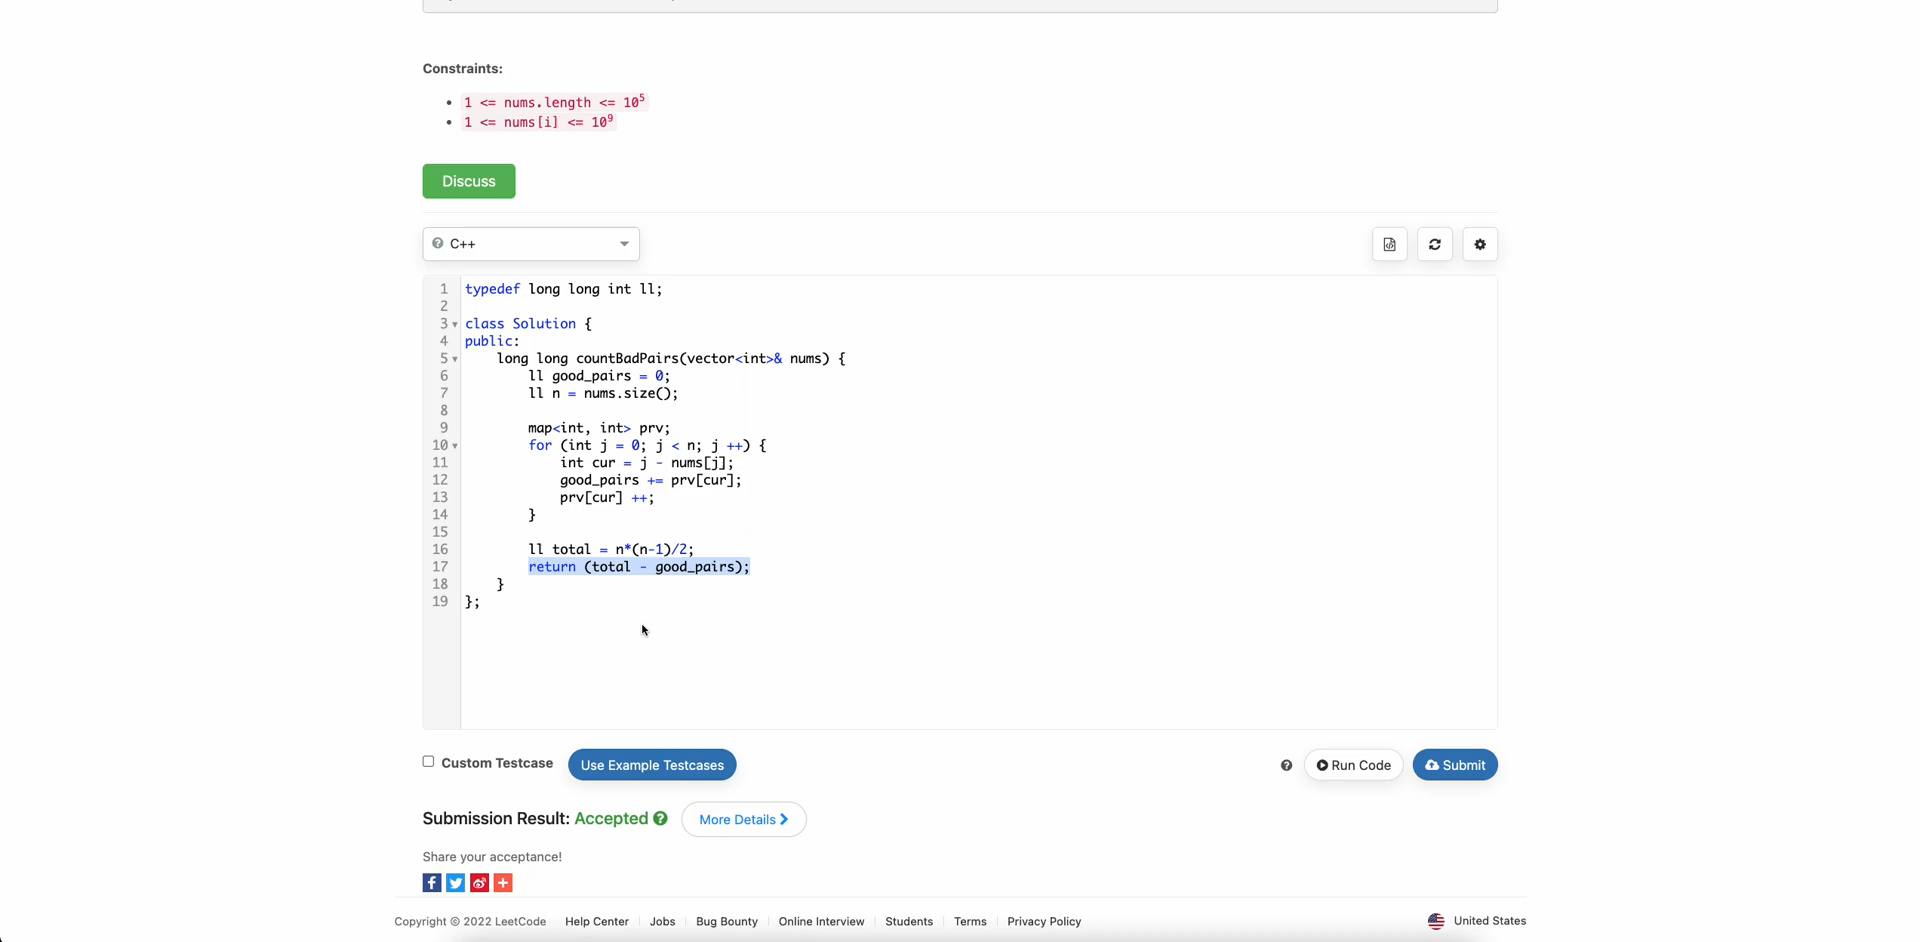 Constraints:
• 1 <= nums.length <= 10^5
• 1 <= nums[i] <= 10^9
Discuss
C++
1 typedef long long int ll;
2
3 class Solution {
4 public:
5     long long countBadPairs(vector<int>& nums) {
6         ll good_pairs = 0;
7         ll n = nums.size();
8
9         map<int, int> prv;
10         for (int j = 0; j < n; j ++) {
11             int cur = j - nums[j];
12             good_pairs += prv[cur];
13             prv[cur] ++;
14         }
15
16         ll total = n*(n-1)/2;
17         return (total - good_pairs);
18     }
19 };
Custom Testcase Use Example Testcases Run Code Submit
Submission Result: Accepted More Details
Share your acceptance!
Copyright © 2022 LeetCode Help Center Jobs Bug Bounty Online Interview Students Terms Privacy Policy United States